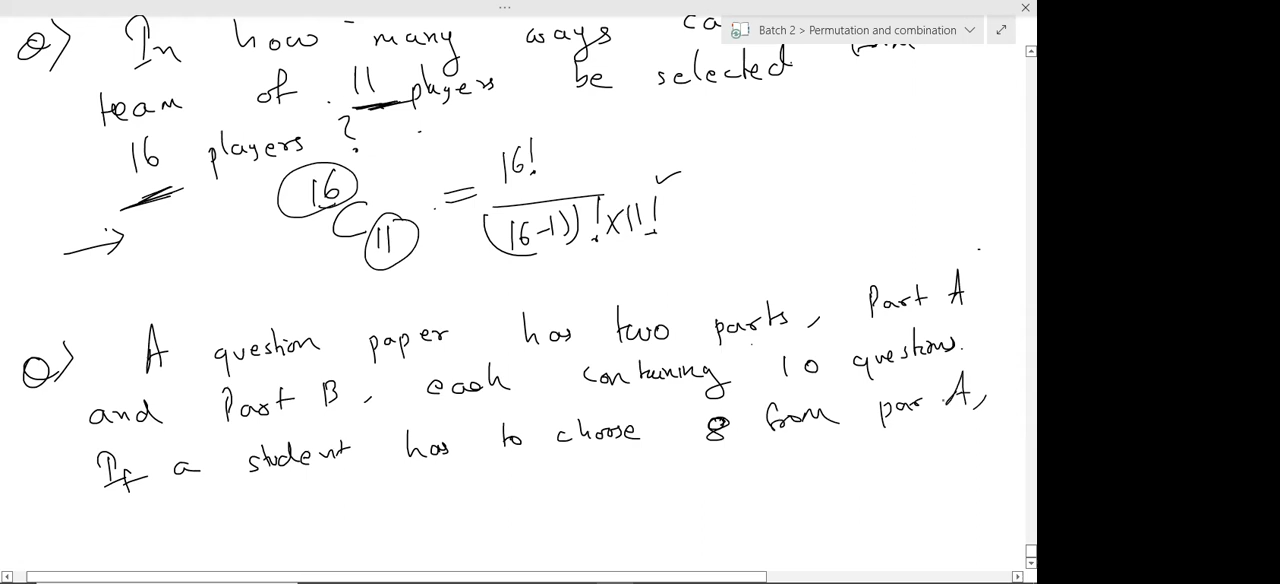 Batch 2 > Permutation and combination
Q) In how many ways ca
team of 11 players be selected
16 players ?
→ 16C11 = 16! / (16-11)! × 11! ✓
Q) A question paper has two parts, Part A
and Part B, each containing 10 questions.
If a student has to choose 8 from par A,